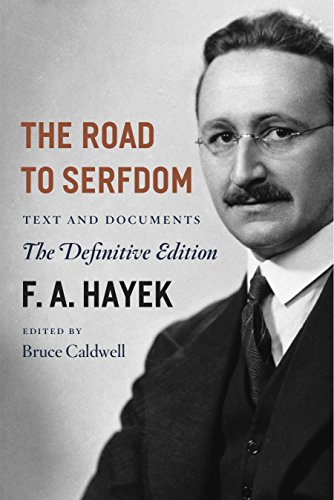 THE ROAD
TO SERFDOM
TEXT AND DOCUMENTS
The Definitive Edition
F. A. HAYEK
EDITED BY
Bruce Caldwell